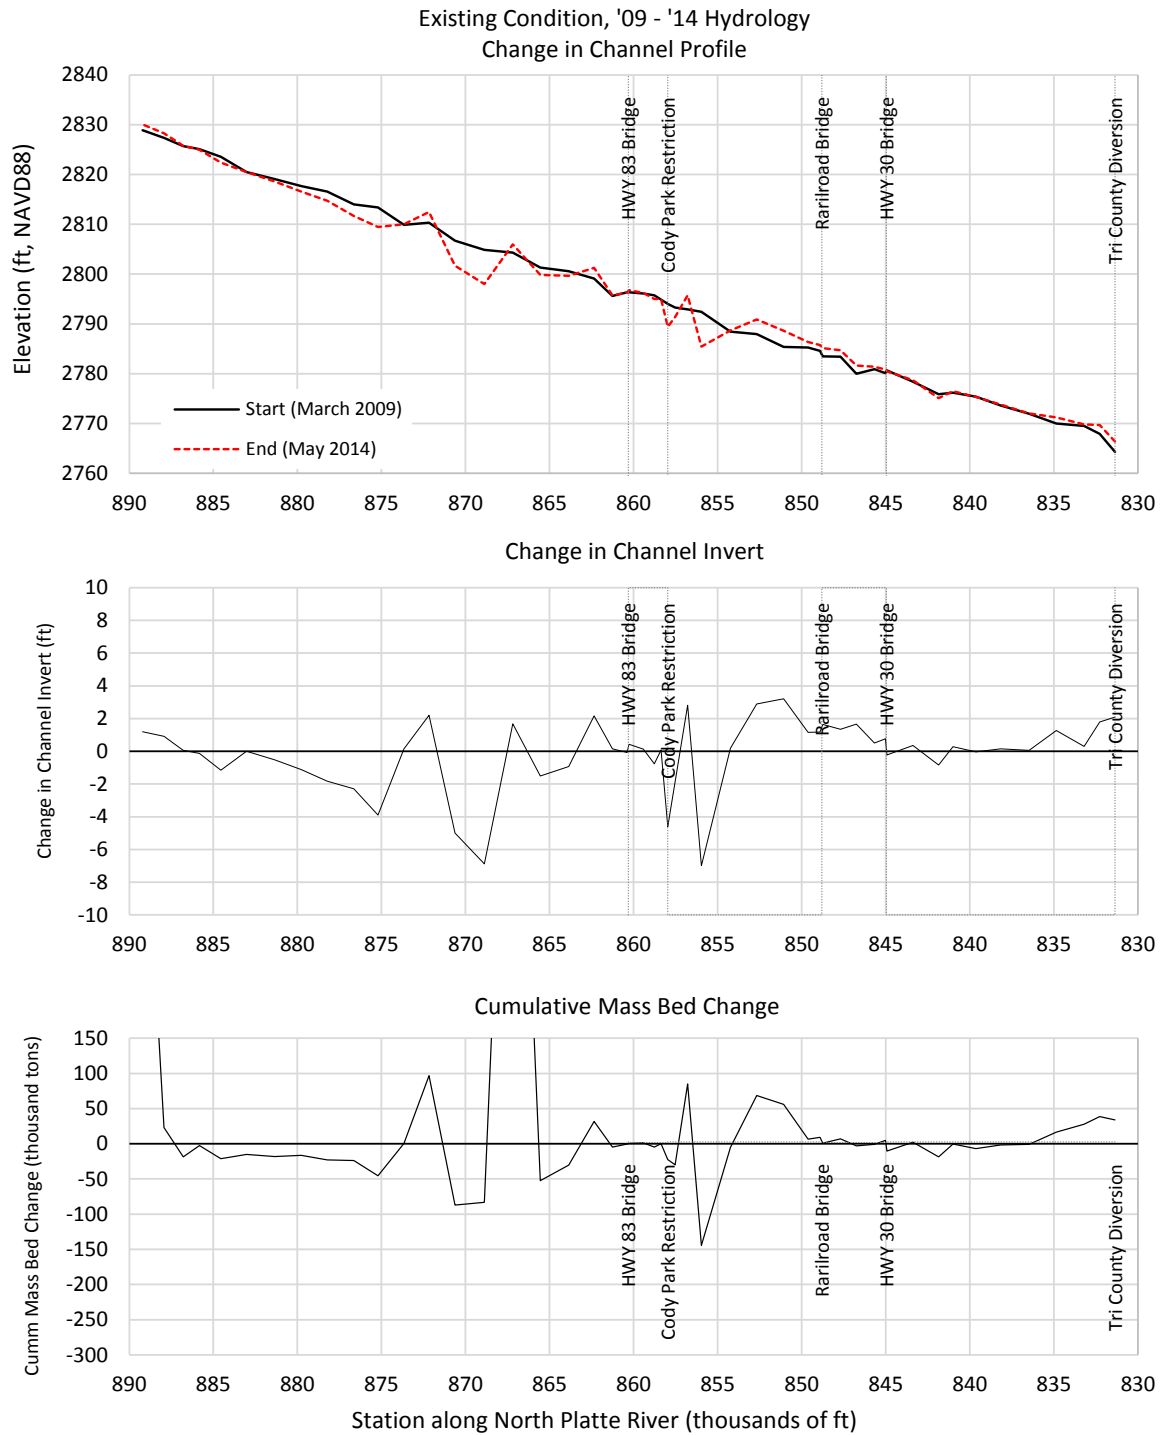 Existing Condition, '09 - '14 Hydrology
Change in Channel Profile
Elevation (ft, NAVD88)
2840
2830
2820
2810
2800
2790
2780
2770
2760
HWY 83 Bridge
Cody Park Restriction
Rarilroad Bridge
HWY 30 Bridge
Tri County Diversion
Start (March 2009)
End (May 2014)
890 885 880 875 870 865 860 855 850 845 840 835 830
Change in Channel Invert
Change in Channel Invert (ft)
10
8
6
4
2
0
-2
-4
-6
-8
-10
HWY 83 Bridge
Cody Park Restriction
Rarilroad Bridge
HWY 30 Bridge
Tri County Diversion
890 885 880 875 870 865 860 855 850 845 840 835 830
Cumulative Mass Bed Change
Cumm Mass Bed Change (thousand tons)
150
100
50
0
-50
-100
-150
-200
-250
-300
HWY 83 Bridge
Cody Park Restriction
Rarilroad Bridge
HWY 30 Bridge
Tri County Diversion
890 885 880 875 870 865 860 855 850 845 840 835 830
Station along North Platte River (thousands of ft)